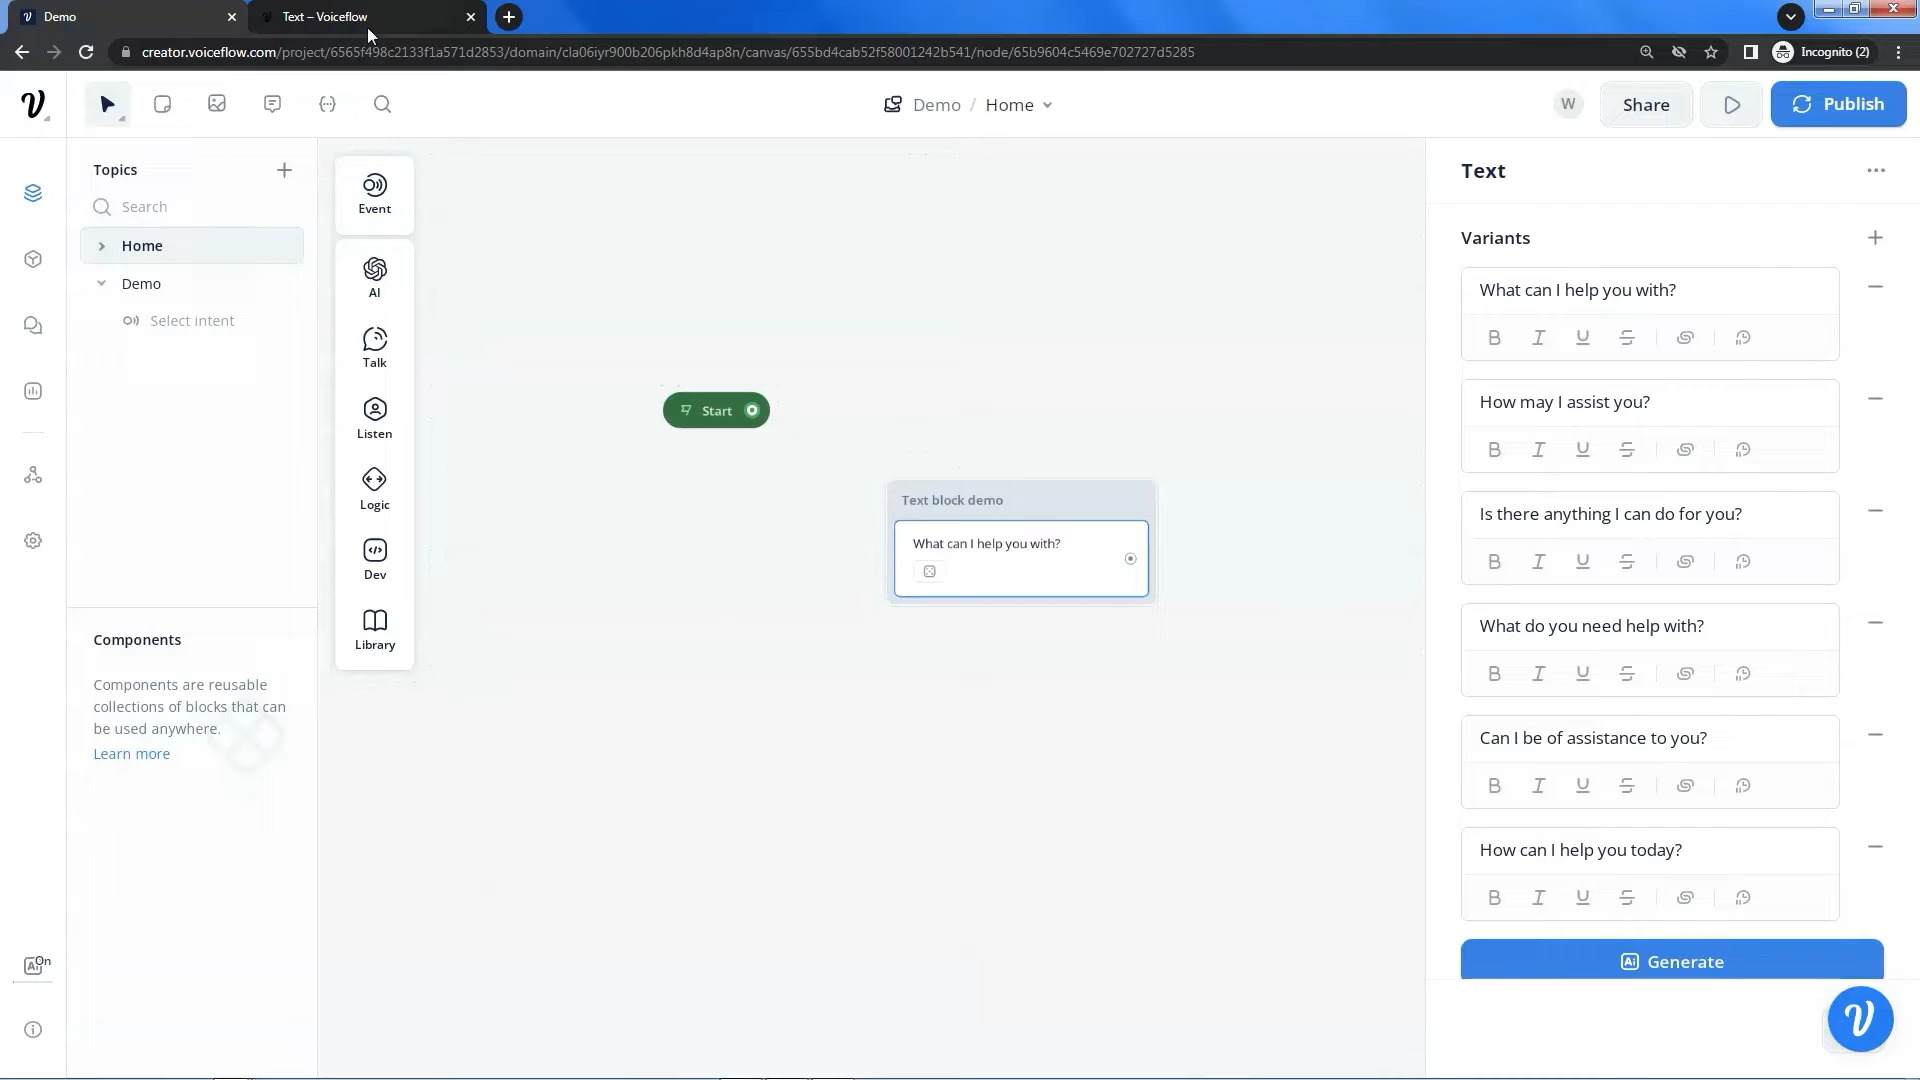 Demo
Text – Voiceflow
creator.voiceflow.com/project/6565f498c2133f1a571d2853/domain/cla06iyr900b206pkh8d4ap8n/canvas/655bd4cab52f58001242b541/node/65b9604c5469e702727d5285
Incognito (2)
Demo / Home
W
Share
Publish
Topics
Search
Home
Demo
Select intent
Event
AI
Talk
Listen
Logic
Dev
Library
Start
Text block demo
What can I help you with?
Components
Components are reusable
collections of blocks that can
be used anywhere.
Learn more
On
Text
Variants
What can I help you with?
B I U S
How may I assist you?
B I U S
Is there anything I can do for you?
B I U S
What do you need help with?
B I U S
Can I be of assistance to you?
B I U S
How can I help you today?
B I U S
Ai Generate